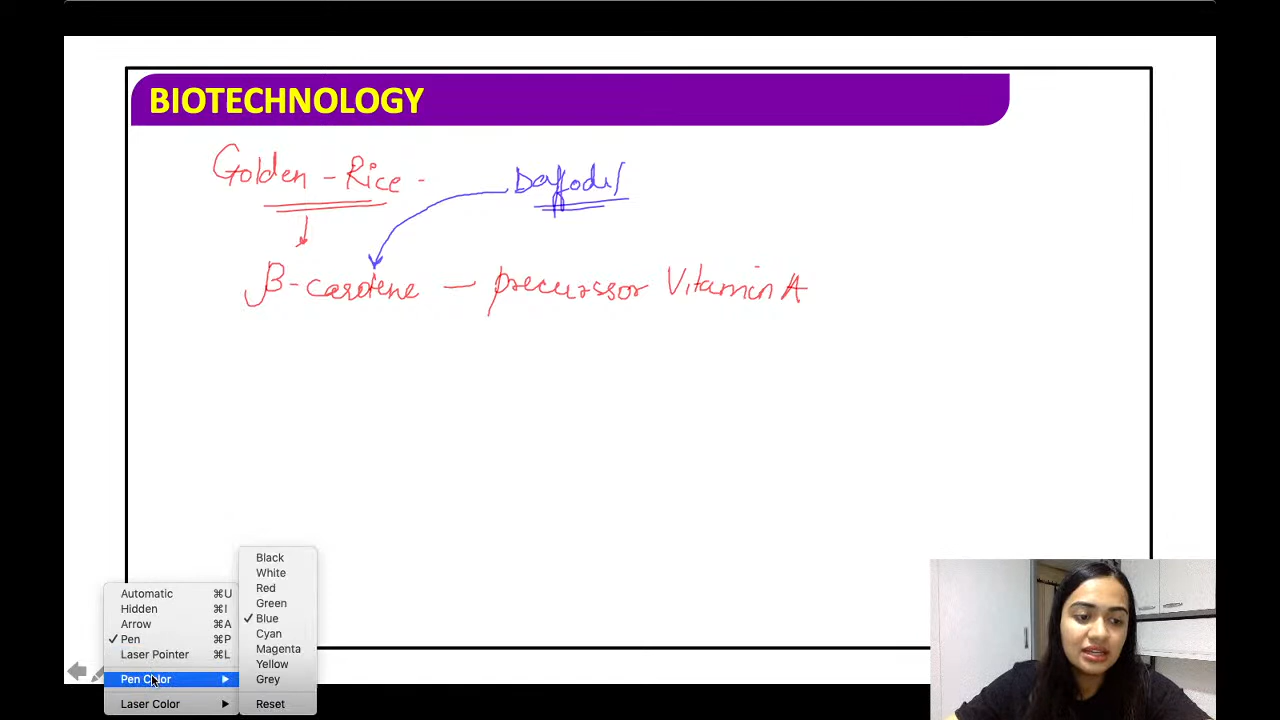 BIOTECHNOLOGY
Golden - Rice - Daffodil
β-carotene — precurssor Vitamin A
Black
White
Red
Green
✓ Blue
Cyan
Magenta
Yellow
Grey
Reset
Automatic ⌘U
Hidden ⌘I
Arrow ⌘A
✓ Pen ⌘P
Laser Pointer ⌘L
Pen Color
Laser Color